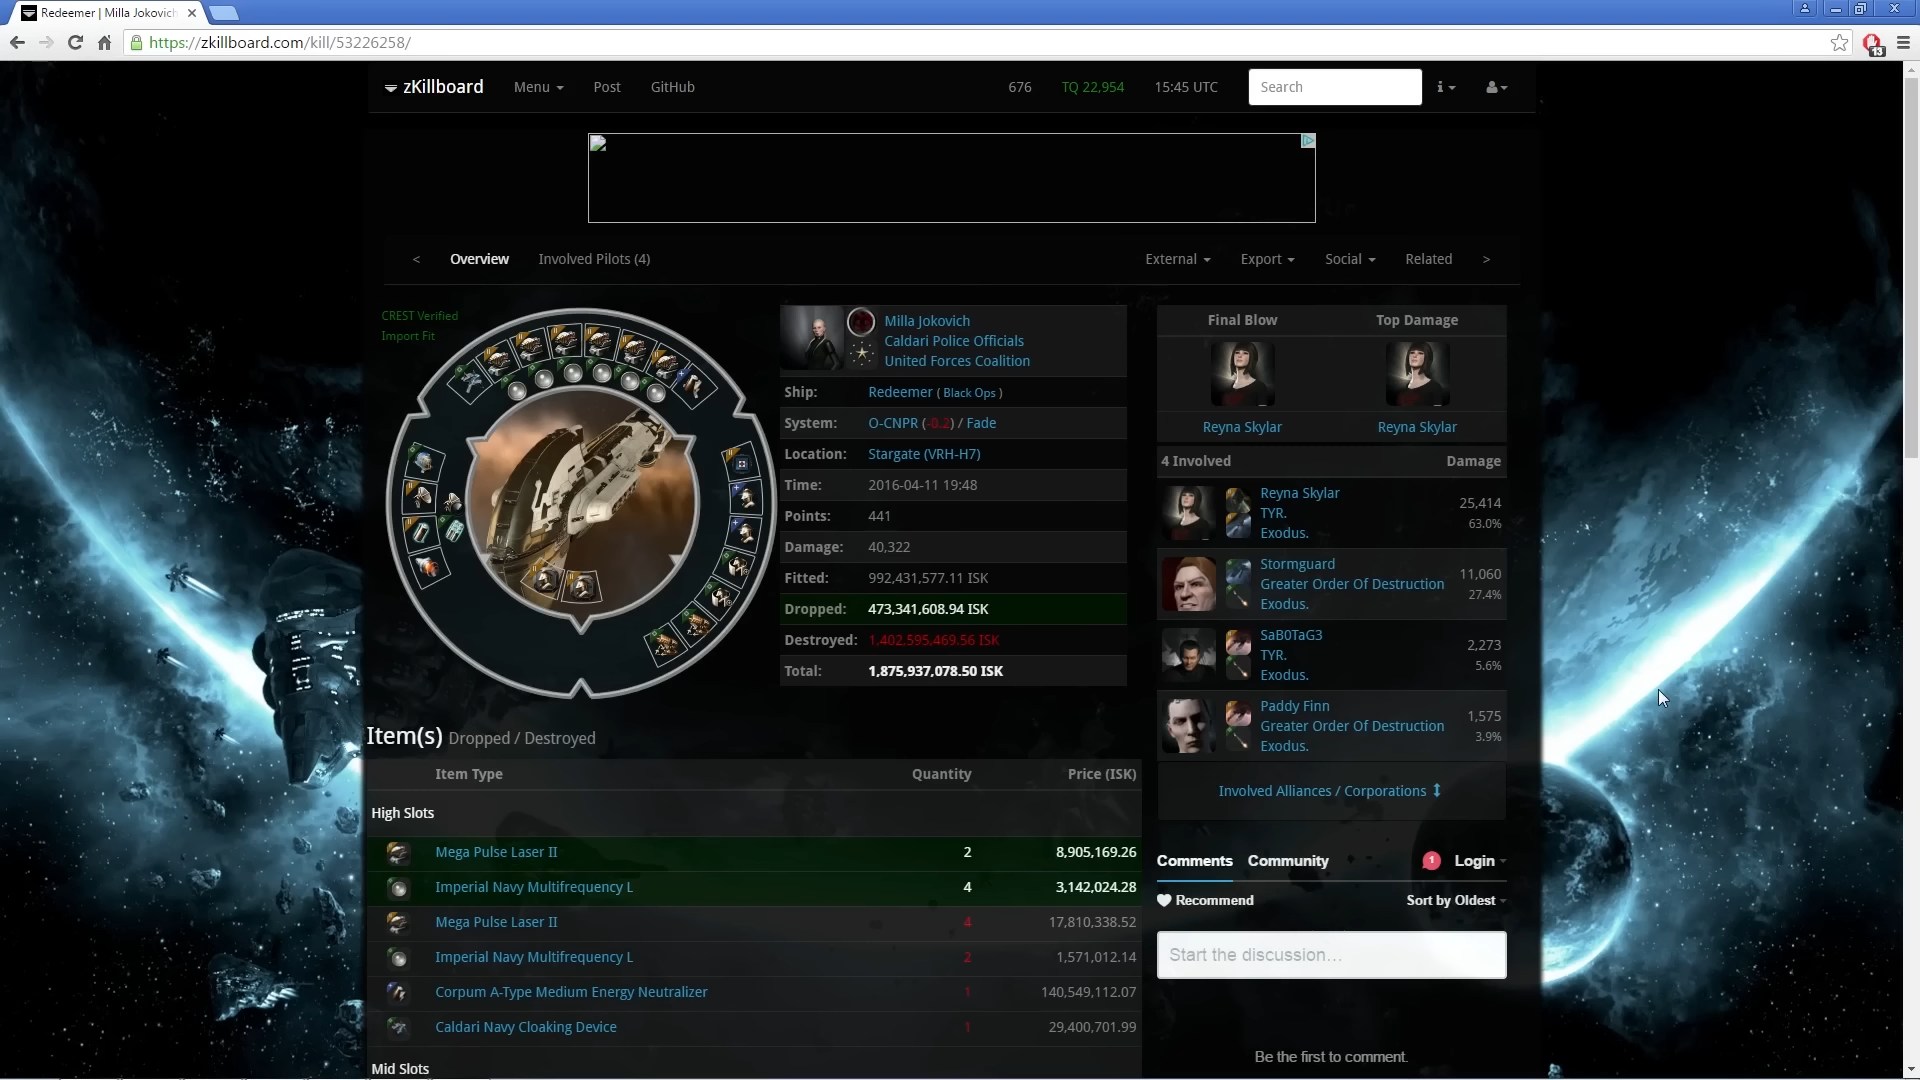 Redeemer | Milla Jokovich
https://zkillboard.com/kill/53226258/
13
zKillboard
Menu
Post
GitHub
676
TQ 22,954
15:45 UTC
Search
<
Overview
Involved Pilots (4)
External
Export
Social
Related
>
CREST Verified
Import Fit
Milla Jokovich
Caldari Police Officials
United Forces Coalition
Ship: Redeemer ( Black Ops )
System: O-CNPR (-0.2) / Fade
Location: Stargate (VRH-H7)
Time: 2016-04-11 19:48
Points: 441
Damage: 40,322
Fitted: 992,431,577.11 ISK
Dropped: 473,341,608.94 ISK
Destroyed: 1,402,595,469.56 ISK
Total: 1,875,937,078.50 ISK
Final Blow Top Damage
Reyna Skylar Reyna Skylar
4 Involved Damage
Reyna Skylar
TYR.
Exodus.
25,414
63.0%
Stormguard
Greater Order Of Destruction
Exodus.
11,060
27.4%
SaB0TaG3
TYR.
Exodus.
2,273
5.6%
Paddy Finn
Greater Order Of Destruction
Exodus.
1,575
3.9%
Involved Alliances / Corporations
Item(s) Dropped / Destroyed
Item Type Quantity Price (ISK)
High Slots
Mega Pulse Laser II 2 8,905,169.26
Imperial Navy Multifrequency L 4 3,142,024.28
Mega Pulse Laser II 4 17,810,338.52
Imperial Navy Multifrequency L 2 1,571,012.14
Corpum A-Type Medium Energy Neutralizer 1 140,549,112.07
Caldari Navy Cloaking Device 1 29,400,701.99
Mid Slots
Comments Community 1 Login
Recommend Sort by Oldest
Start the discussion…
Be the first to comment.